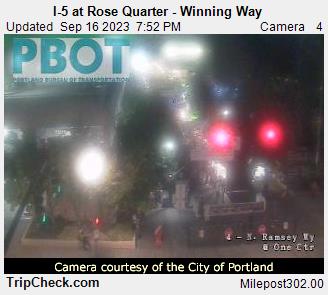 I-5 at Rose Quarter - Winning Way
Updated Sep 16 2023 7:52 PM Camera 4
PBOT
PORTLAND BUREAU OF TRANSPORTATION
4 - N. Ramsey Wy
@ One Ctr
Camera courtesy of the City of Portland
TripCheck.com Milepost302.00